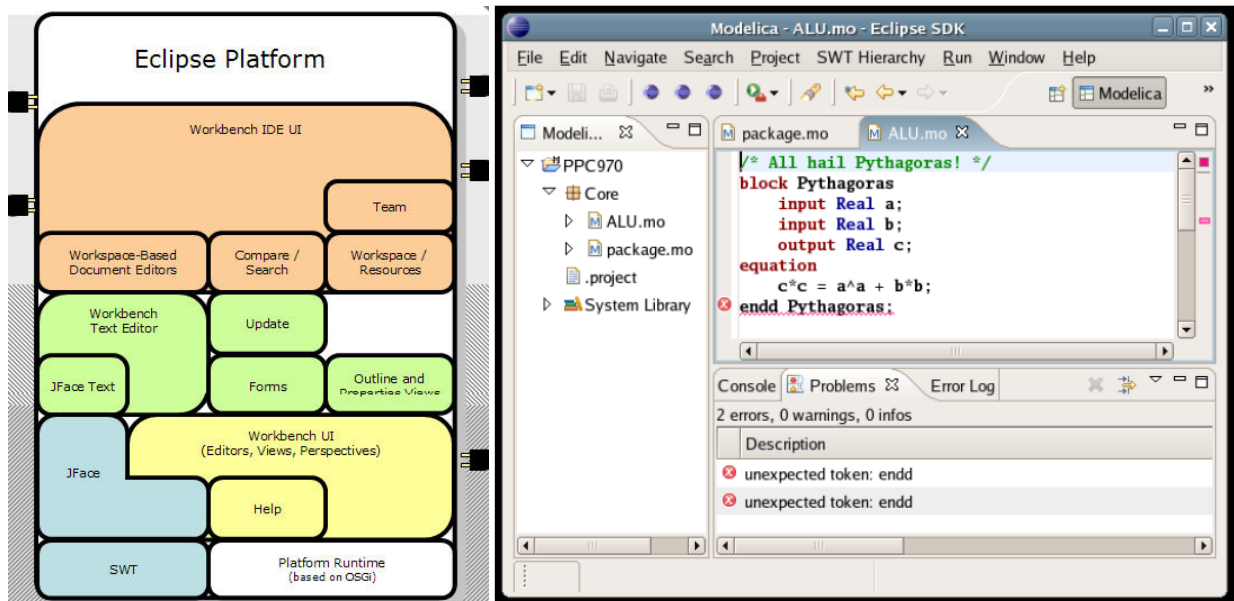 Eclipse Platform
Workbench IDE UI
Team
Workspace-Based
Document Editors
Compare /
Search
Workspace /
Resources
Workbench
Text Editor
Update
JFace Text
Forms
Outline and
Properties Views
Workbench UI
(Editors, Views, Perspectives)
JFace
Help
SWT
Platform Runtime
(based on OSGi)
Modelica - ALU.mo - Eclipse SDK
File Edit Navigate Search Project SWT Hierarchy Run Window Help
Modelica »
Modeli...
PPC970
Core
ALU.mo
package.mo
.project
System Library
package.mo ALU.mo
/* All hail Pythagoras! */
block Pythagoras
input Real a;
input Real b;
output Real c;
equation
c*c = a^a + b*b;
endd Pythagoras;
Console Problems Error Log
2 errors, 0 warnings, 0 infos
Description
unexpected token: endd
unexpected token: endd